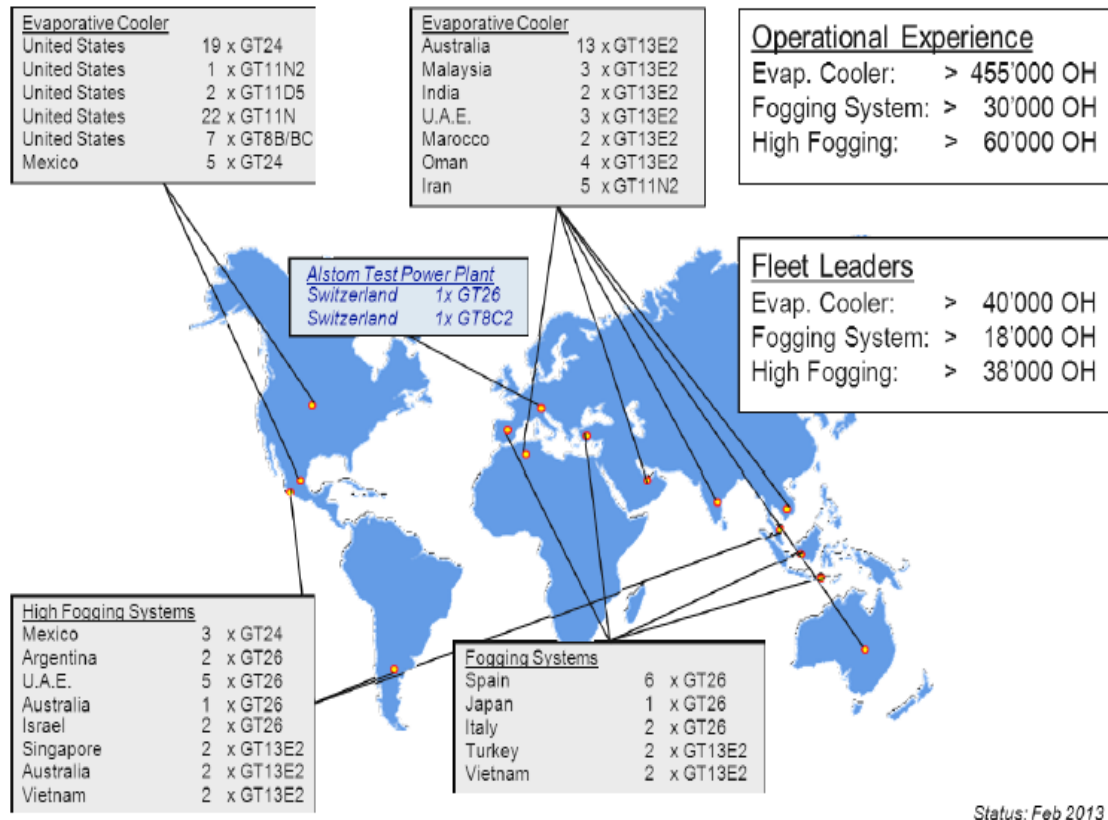 Evaporative Cooler
United States 19 x GT24
United States 1 x GT11N2
United States 2 x GT11D5
United States 22 x GT11N
United States 7 x GT8B/BC
Mexico 5 x GT24
Evaporative Cooler
Australia 13 x GT13E2
Malaysia 3 x GT13E2
India 2 x GT13E2
U.A.E. 3 x GT13E2
Marocco 2 x GT13E2
Oman 4 x GT13E2
Iran 5 x GT11N2
Operational Experience
Evap. Cooler: > 455'000 OH
Fogging System: > 30'000 OH
High Fogging: > 60'000 OH
Alstom Test Power Plant
Switzerland 1x GT26
Switzerland 1x GT8C2
Fleet Leaders
Evap. Cooler: > 40'000 OH
Fogging System: > 18'000 OH
High Fogging: > 38'000 OH
High Fogging Systems
Mexico 3 x GT24
Argentina 2 x GT26
U.A.E. 5 x GT26
Australia 1 x GT26
Israel 2 x GT26
Singapore 2 x GT13E2
Australia 2 x GT13E2
Vietnam 2 x GT13E2
Fogging Systems
Spain 6 x GT26
Japan 1 x GT26
Italy 2 x GT26
Turkey 2 x GT13E2
Vietnam 2 x GT13E2
Status: Feb 2013